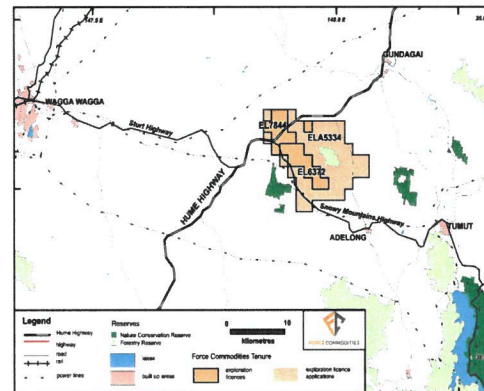 147.5 E
148.0 E
GUNDAGAI
WAGGA WAGGA
Sturt Highway
EL7844
ELA5334
EL6372
HUME HIGHWAY
Snowy Mountains Highway
ADELONG
TUMUT
Legend
Hume Highway
highway
road
rail
power lines
Reserves
Nature Conservation Reserve
Forestry Reserve
lakes
built up areas
0 10
Kilometres
Force Commodities Tenure
exploration licences
exploration licence applications
FORCE COMMODITIES